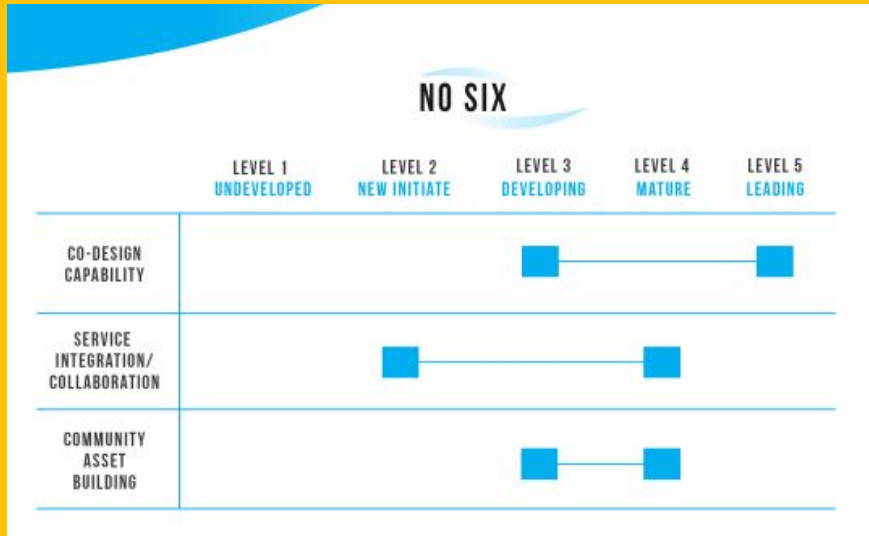 NO SIX
LEVEL 1
UNDEVELOPED
LEVEL 2
NEW INITIATE
LEVEL 3
DEVELOPING
LEVEL 4
MATURE
LEVEL 5
LEADING
CO-DESIGN
CAPABILITY
SERVICE
INTEGRATION/
COLLABORATION
COMMUNITY
ASSET
BUILDING